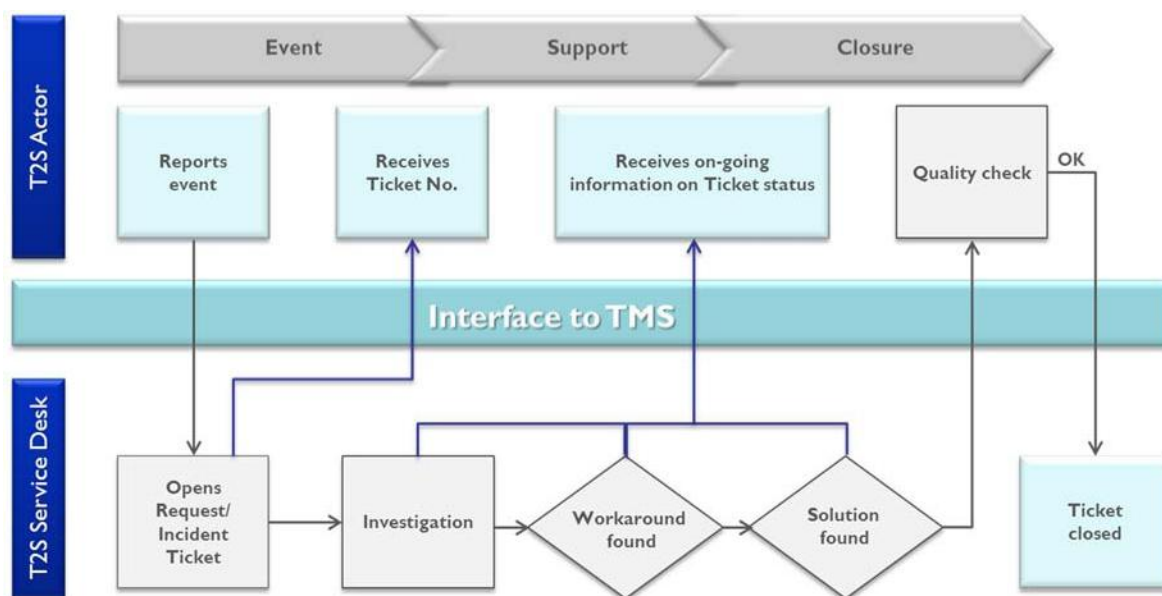 T2S Actor
Event
Support
Closure
Reports
event
Receives
Ticket No.
Receives on-going
information on Ticket status
Quality check
OK
Interface to TMS
T2S Service Desk
Opens
Request/
Incident
Ticket
Investigation
Workaround
found
Solution
found
Ticket
closed